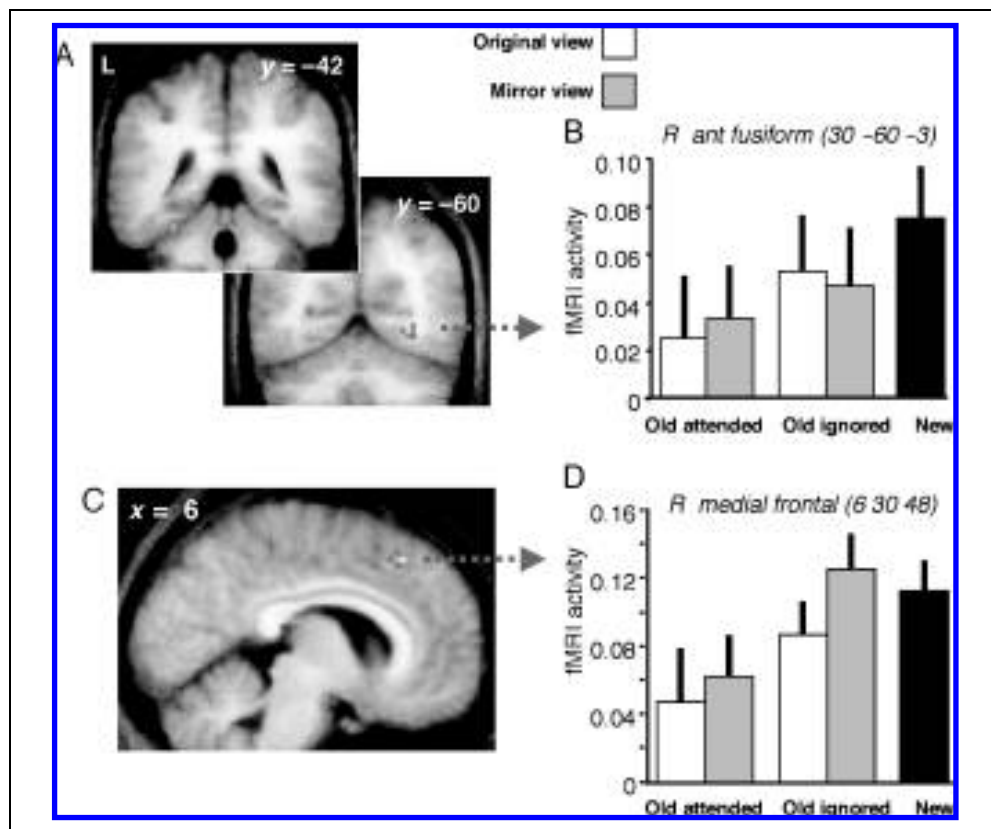 Original view
Mirror view
A
L
y = −42
y = −60
B
R ant fusiform (30 −60 −3)
fMRI activity
0.10
0.08
0.06
0.04
0.02
0
Old attended
Old ignored
New
C
x = 6
D
R medial frontal (6 30 48)
fMRI activity
0.16
0.12
0.08
0.04
0
Old attended
Old ignored
New